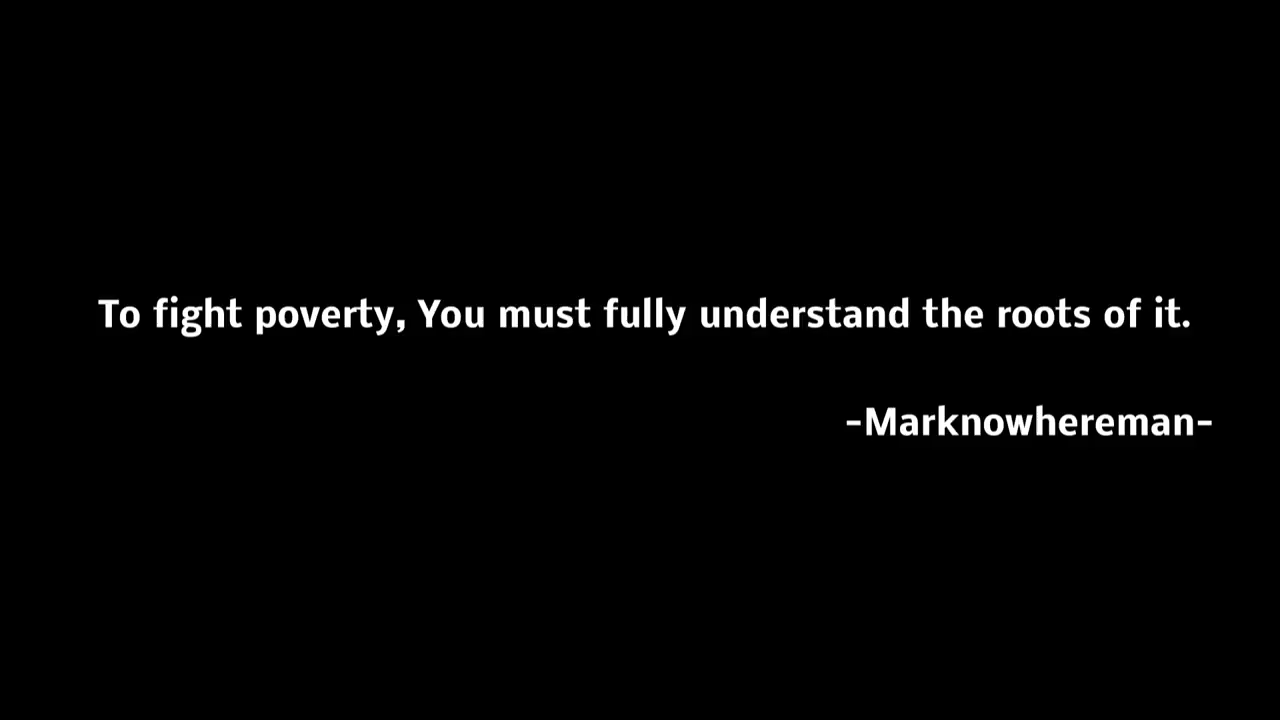 To fight poverty, You must fully understand the roots of it.
-Marknowhereman-